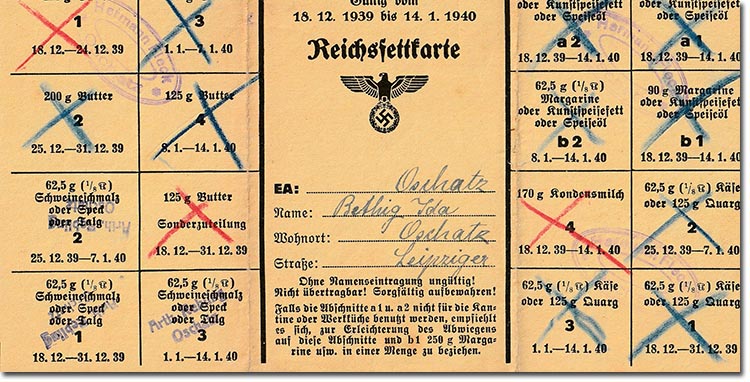 1
18. 12.—24. 12. 39
3
1. 1.—7. 1. 40
200 g Butter
2
25. 12.—31. 12. 39
125 g Butter
4
8. 1.—14. 1. 40
62,5 g (1/8 ℔)
Schweineschmalz
oder Speck
oder Talg
2
25. 12. 39—7. 1. 40
125 g Butter
Sonderzuteilung
18. 12.—31. 12. 39
62,5 g (1/8 ℔)
Schweineschmalz
oder Speck
oder Talg
1
18. 12.—31. 12. 39
62,5 g (1/8 ℔)
Schweineschmalz
oder Speck
oder Talg
3
1. 1.—14. 1. 40
Gültig vom
18. 12. 1939 bis 14. 1. 1940
Reichsfettkarte
EA: Oschatz
Name: Bethig Ida
Wohnort: Oschatz
Straße: Leipziger
Ohne Namenseintragung ungültig!
Nicht übertragbar! Sorgfältig aufbewahren!
Falls die Abschnitte a1 u. a2 nicht für die Kan-
tine oder Werkküche benutzt werden, empfiehlt
es sich, zur Erleichterung des Abwiegens
auf diese Abschnitte und b1 250 g Marga-
rine usw. in einer Menge zu beziehen.
oder Kunstspeisefett
oder Speiseöl
a2
18. 12. 39—14. 1. 40
oder Kunstspeisefett
oder Speiseöl
a1
18. 12. 39—14. 1. 40
62,5 g (1/8 ℔)
Margarine
oder Kunstspeisefett
oder Speiseöl
b2
8. 1.—14. 1. 40
90 g Margarine
oder Kunstspeisefett
oder Speiseöl
b1
18. 12. 39—14. 1. 40
170 g Kondensmilch
4
18. 12. 39—14. 1. 40
62,5 g (1/8 ℔) Käse
oder 125 g Quarg
2
25. 12. 39—7. 1. 40
62,5 g (1/8 ℔) Käse
oder 125 g Quarg
3
1. 1.—14. 1. 40
62,5 g (1/8 ℔) Käse
oder 125 g Quarg
1
18. 12.—31. 12. 39